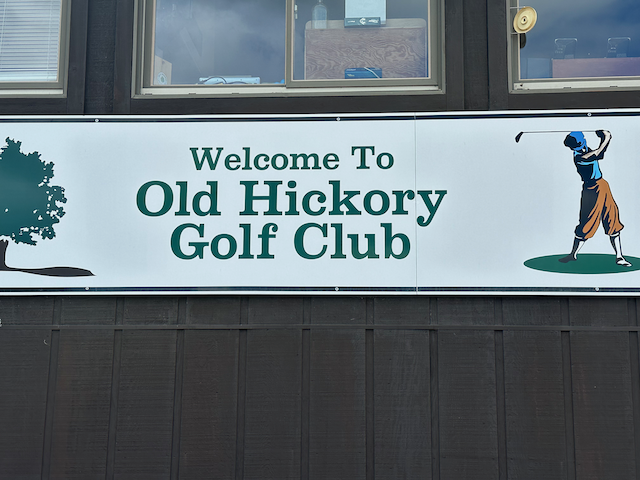 Welcome To
Old Hickory
Golf Club